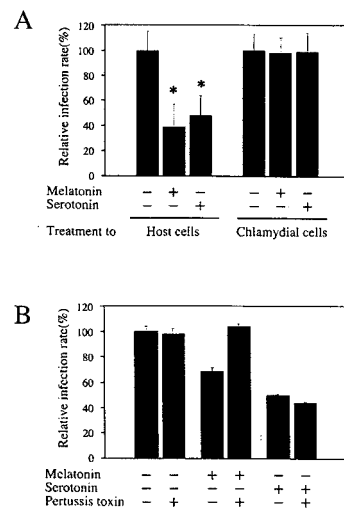 A
Relative infection rate(%)
120
100
80
60
40
20
0
* *
Melatonin − + − − + −
Serotonin − − + − − +
Treatment to Host cells Chlamydial cells
B
Relative infection rate(%)
120
100
80
60
40
20
0
Melatonin − − + + − −
Serotonin − − − − + +
Pertussis toxin − + − + − +